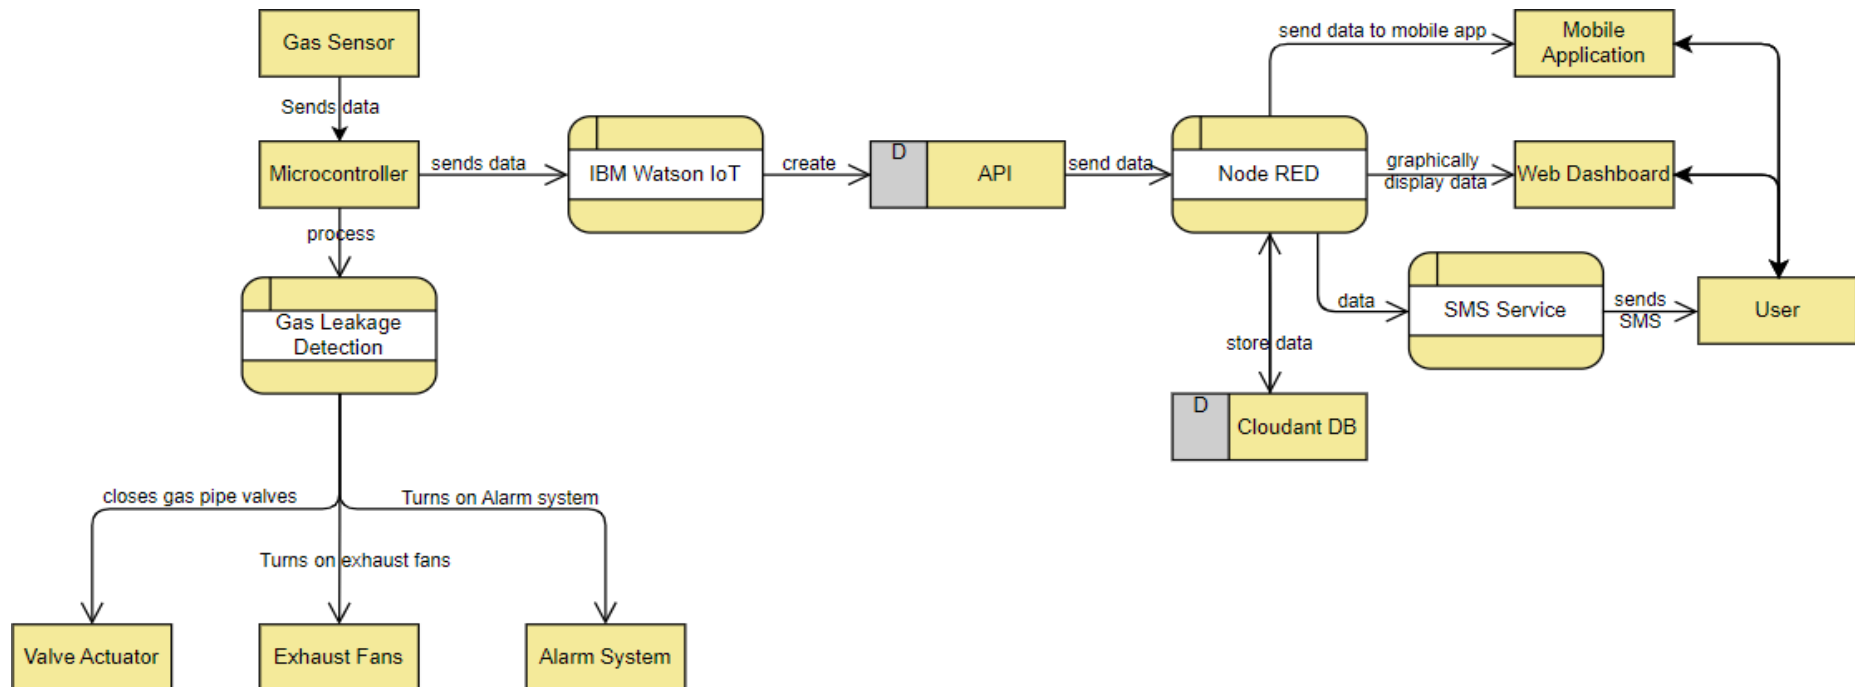 Gas Sensor
send data to mobile app
Mobile
Application
Sends data
Microcontroller
sends data
IBM Watson IoT
create
D
API
send data
Node RED
graphically
display data
Web Dashboard
process
Gas Leakage
Detection
data
SMS Service
sends
SMS
User
store data
D
Cloudant DB
closes gas pipe valves
Turns on Alarm system
Turns on exhaust fans
Valve Actuator
Exhaust Fans
Alarm System